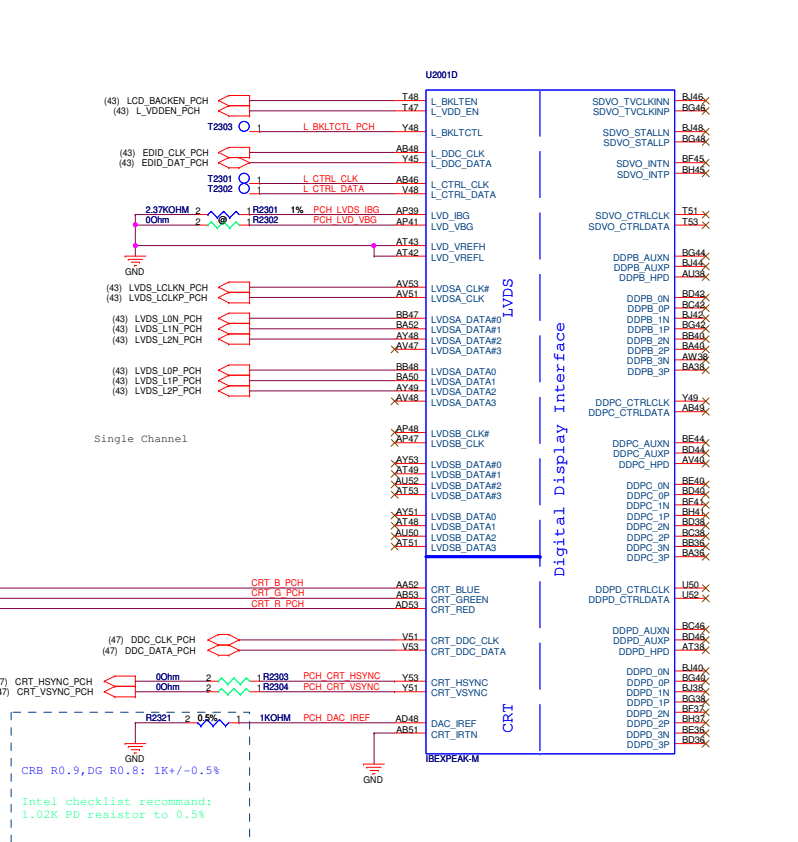 U2001D
(43) LCD_BACKEN_PCH T48 L_BKLTEN SDVO_TVCLKINN BJ46
(43) L_VDDEN_PCH T47 L_VDD_EN SDVO_TVCLKINP BG46
T2303 1 L_BKLTCTL_PCH Y48 L_BKLTCTL SDVO_STALLN BJ48
SDVO_STALLP BG48
(43) EDID_CLK_PCH AB48 L_DDC_CLK
(43) EDID_DAT_PCH Y45 L_DDC_DATA SDVO_INTN BF45
SDVO_INTP BH45
T2301 1 L_CTRL_CLK AB46 L_CTRL_CLK
T2302 1 L_CTRL_DATA V48 L_CTRL_DATA
2.37KOHM 2 1 R2301 1% PCH_LVDS_IBG AP39 LVD_IBG SDVO_CTRLCLK T51
0Ohm 2 @ 1 R2302 PCH_LVD_VBG AP41 LVD_VBG SDVO_CTRLDATA T53
AT43 LVD_VREFH
AT42 LVD_VREFL DDPB_AUXN BG44
GND DDPB_AUXP BJ44
DDPB_HPD AU38
(43) LVDS_LCLKN_PCH AV53 LVDSA_CLK#
(43) LVDS_LCLKP_PCH AV51 LVDSA_CLK DDPB_0N BD42
LVDS DDPB_0P BC42
(43) LVDS_L0N_PCH BB47 LVDSA_DATA#0 DDPB_1N BJ42
(43) LVDS_L1N_PCH BA52 LVDSA_DATA#1 DDPB_1P BG42
(43) LVDS_L2N_PCH AY48 LVDSA_DATA#2 DDPB_2N BB40
AV47 LVDSA_DATA#3 DDPB_2P BA40
DDPB_3N AW38
(43) LVDS_L0P_PCH BB48 LVDSA_DATA0 DDPB_3P BA38
(43) LVDS_L1P_PCH BA50 LVDSA_DATA1
(43) LVDS_L2P_PCH AY49 LVDSA_DATA2
AV48 LVDSA_DATA3 DDPC_CTRLCLK Y49
DDPC_CTRLDATA AB49
Single Channel
AP48 LVDSB_CLK#
AP47 LVDSB_CLK DDPC_AUXN BE44
DDPC_AUXP BD44
AY53 LVDSB_DATA#0 DDPC_HPD AV40
AT49 LVDSB_DATA#1
AU52 LVDSB_DATA#2 DDPC_0N BE40
AT53 LVDSB_DATA#3 DDPC_0P BD40
DDPC_1N BF41
AY51 LVDSB_DATA0 DDPC_1P BH41
AT48 LVDSB_DATA1 DDPC_2N BD38
AU50 LVDSB_DATA2 DDPC_2P BC38
AT51 LVDSB_DATA3 DDPC_3N BB36
DDPC_3P BA36
Digital Display Interface
CRT_B_PCH AA52 CRT_BLUE DDPD_CTRLCLK U50
CRT_G_PCH AB53 CRT_GREEN DDPD_CTRLDATA U52
CRT_R_PCH AD53 CRT_RED
(47) DDC_CLK_PCH V51 CRT_DDC_CLK DDPD_AUXN BC46
(47) DDC_DATA_PCH V53 CRT_DDC_DATA DDPD_AUXP BD46
DDPD_HPD AT38
7) CRT_HSYNC_PCH 0Ohm 2 1 R2303 PCH_CRT_HSYNC Y53 CRT_HSYNC DDPD_0N BJ40
47) CRT_VSYNC_PCH 0Ohm 2 1 R2304 PCH_CRT_VSYNC Y51 CRT_VSYNC DDPD_0P BG40
DDPD_1N BJ38
DDPD_1P BG38
R2321 2 0.5% 1 1KOHM PCH_DAC_IREF AD48 DAC_IREF DDPD_2N BF37
AB51 CRT_IRTN DDPD_2P BH37
CRT DDPD_3N BE36
DDPD_3P BD36
GND
IBEXPEAK-M
GND
CRB R0.9,DG R0.8: 1K+/-0.5%
Intel checklist recommand:
1.02K PD resistor to 0.5%